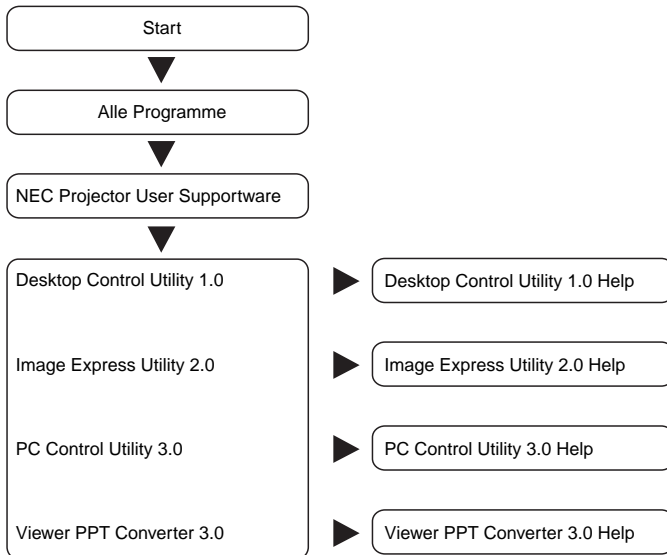 Start
Alle Programme
NEC Projector User Supportware
Desktop Control Utility 1.0
Desktop Control Utility 1.0 Help
Image Express Utility 2.0
Image Express Utility 2.0 Help
PC Control Utility 3.0
PC Control Utility 3.0 Help
Viewer PPT Converter 3.0
Viewer PPT Converter 3.0 Help